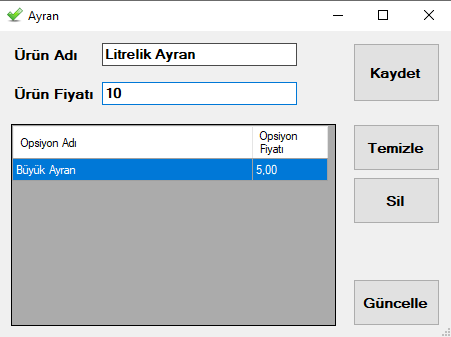 Ayran
Ürün Adı
Litrelik Ayran
Kaydet
Ürün Fiyatı
10
Opsiyon Adı
Opsiyon
Fiyatı
Temizle
Büyük Ayran
5,00
Sil
Güncelle